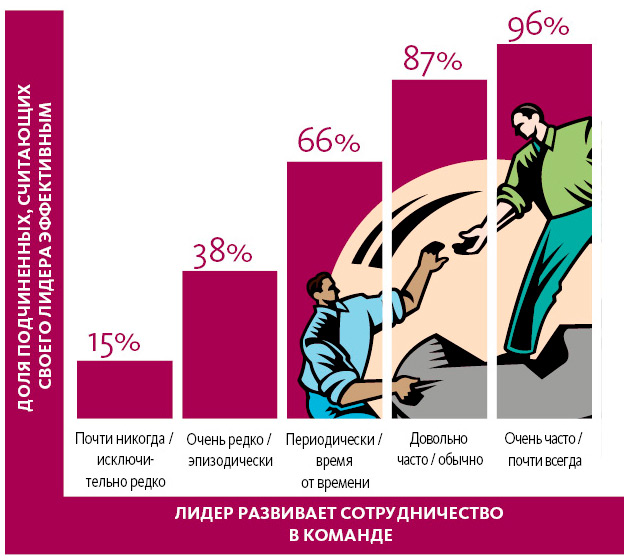 ДОЛЯ ПОДЧИНЕННЫХ, СЧИТАЮЩИХ
СВОЕГО ЛИДЕРА ЭФФЕКТИВНЫМ
15%
38%
66%
87%
96%
Почти никогда /
исключи-
тельно редко
Очень редко /
эпизодически
Периодически /
время
от времени
Довольно
часто / обычно
Очень часто /
почти всегда
ЛИДЕР РАЗВИВАЕТ СОТРУДНИЧЕСТВО
В КОМАНДЕ